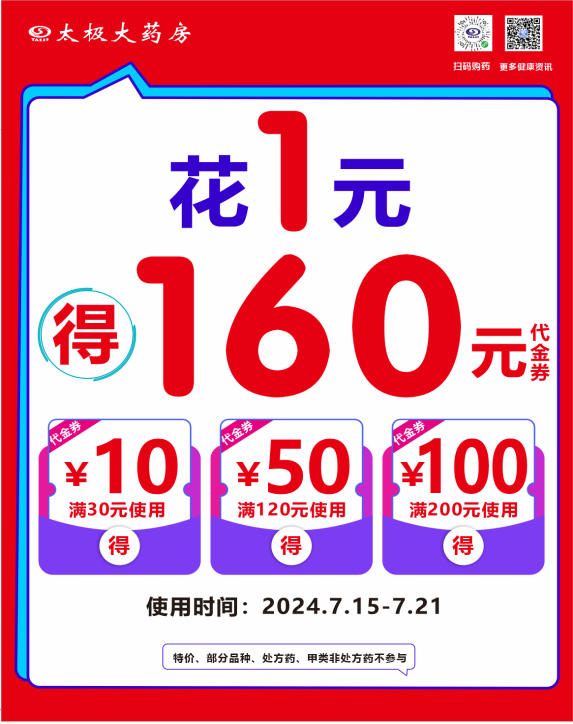 太极大药房
扫码购药 更多健康资讯
花1元
得160元代金券
代金券
¥10
满30元使用
得
代金券
¥50
满120元使用
得
代金券
¥100
满200元使用
得
使用时间：2024.7.15-7.21
特价、部分品种、处方药、甲类非处方药不参与